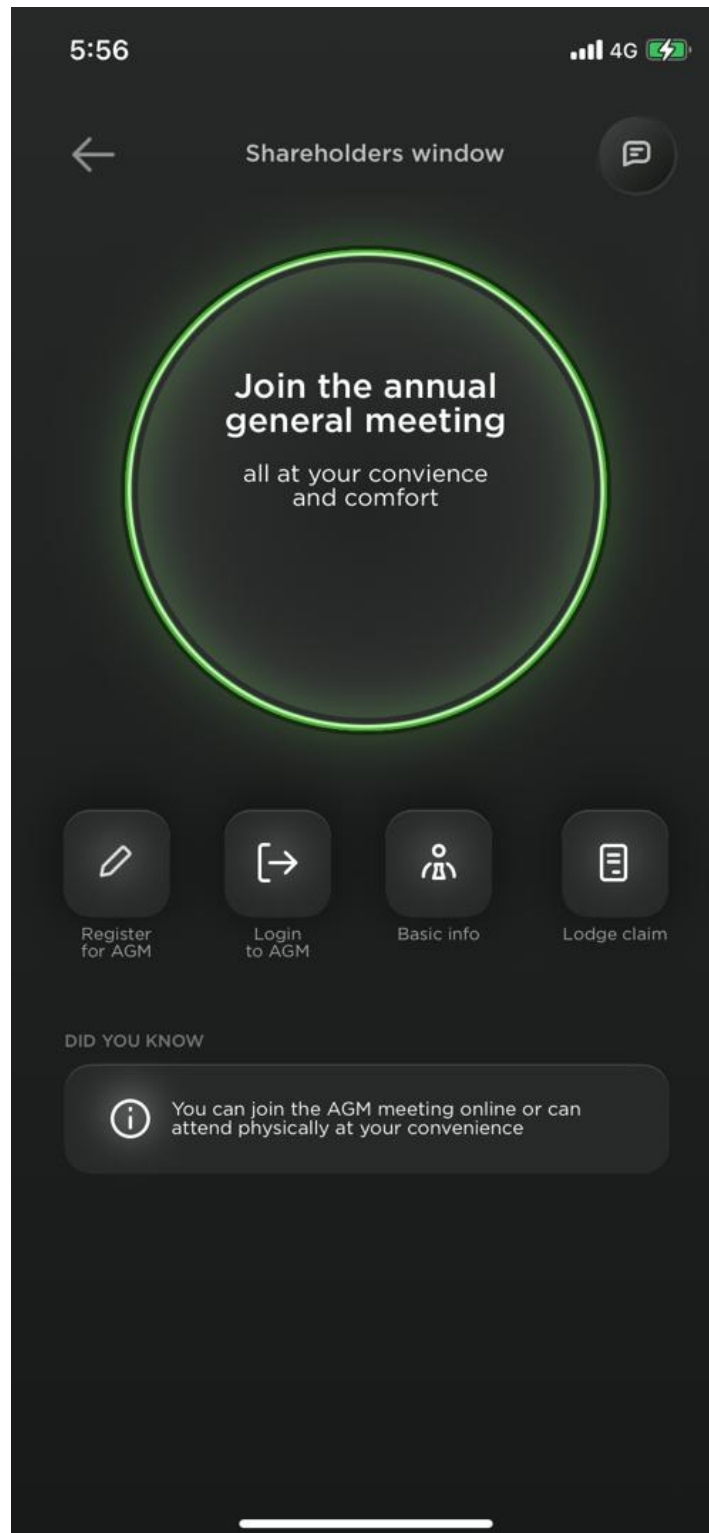 5:56
4G
Shareholders window
Join the annual
general meeting
all at your convience
and comfort
Register
for AGM
Login
to AGM
Basic info
Lodge claim
DID YOU KNOW
You can join the AGM meeting online or can
attend physically at your convenience